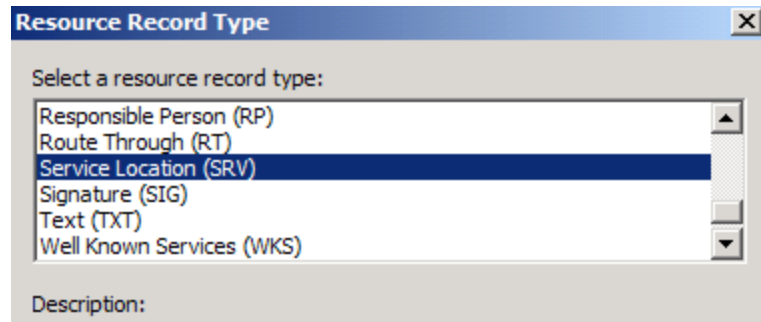 Resource Record Type
Select a resource record type:
Responsible Person (RP)
Route Through (RT)
Service Location (SRV)
Signature (SIG)
Text (TXT)
Well Known Services (WKS)
Description: